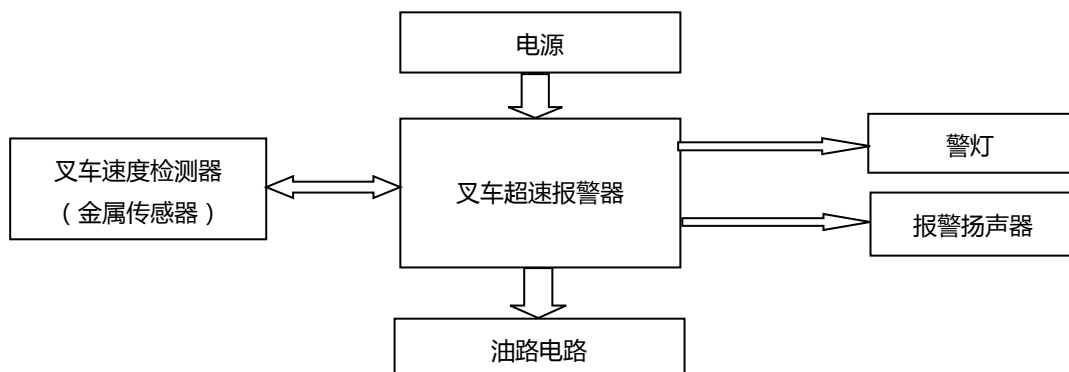 电源
叉车速度检测器
（金属传感器）
叉车超速报警器
警灯
报警扬声器
油路电路